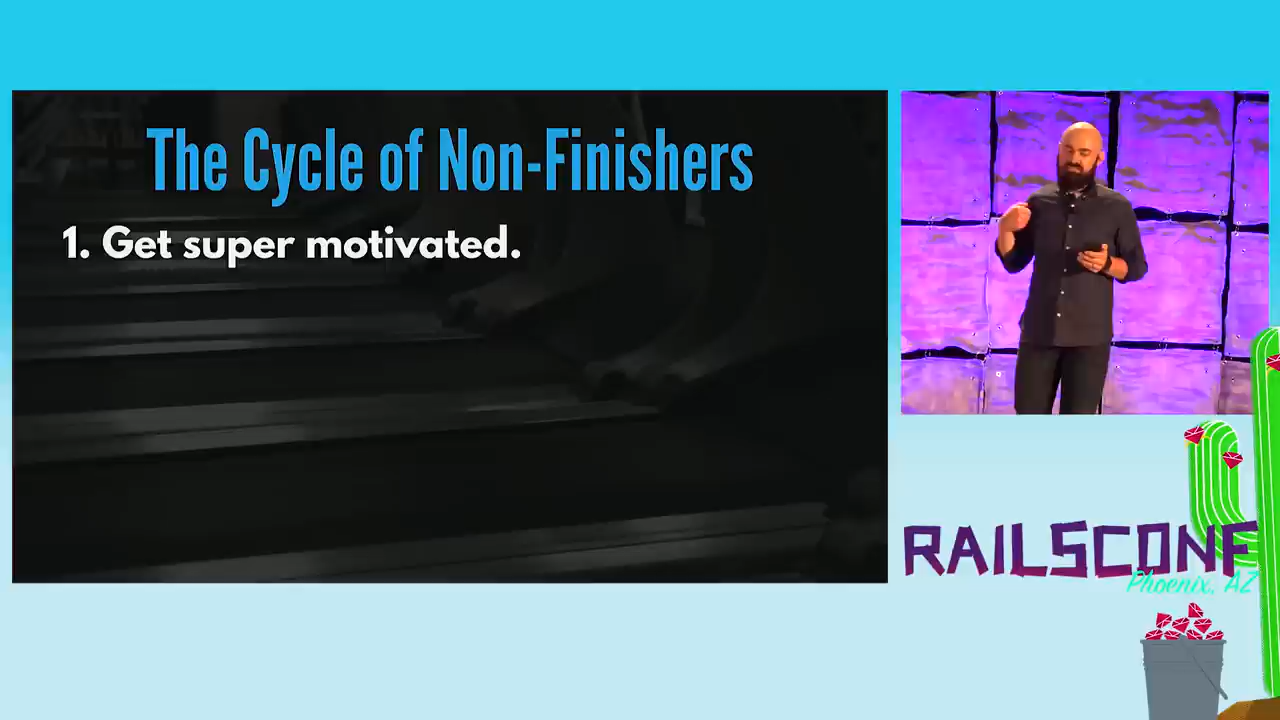 The Cycle of Non-Finishers
1. Get super motivated.
RAILSCONF
Phoenix, AZ